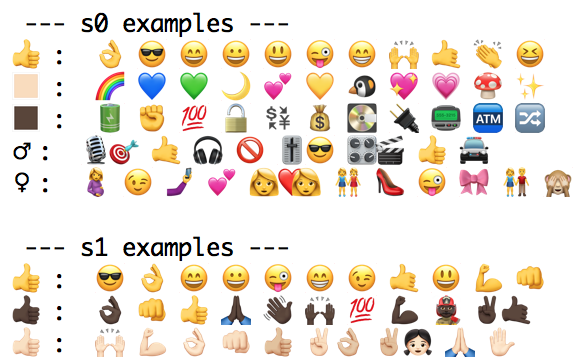 --- s0 examples ---
👍 : 👌 😎 😄 😀 😃 😜 😁 🙌 🤙 👏 😆
🏻 : 🌈 💙 💚 🌙 💕 💛 🐧 💖 💗 🍄 ✨
🏿 : 🔋 ✊ 💯 🔒 💱 💰 💽 🔌 📟 🏧 🔀
♂ : 🎙🎯 👍 🎧 🚫 🎚😎 🎛🎬 👍 🚔
♀ : 🤰 😉 🤳 💕 👩‍❤️‍👩 👭 👠 😜 🎀 👫 🙈
--- s1 examples ---
👍 : 😎 👌 😄 😀 😜 😁 😉 🤙 😃 💪 👊
👍🏿 : 👌🏿 👊🏿 👍🏿 🙏🏿 👋🏿 🙌🏿 💯 💪🏿 👨🏿‍🚒 ✌🏿🤙🏿
👍🏻 : 🙌🏻 💪🏻 👌🏻 👊🏻 👍🏼 ✌🏻 👌🏻 ✌🏼👧🏻 🙏🏻 🖐🏻